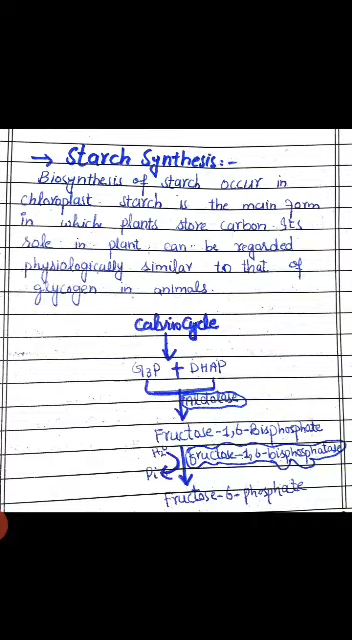 → Starch Synthesis:-
Biosynthesis of starch occur in
chloroplast. starch is the main form
in which plants store carbon. Its
role in plant can be regarded
physiologically similar to that of
glycogen in animals.
Calvin Cycle
G3P + DHAP
Aldolase
Fructose-1,6-Bisphosphate
H₂O
Fructose-1,6-bisphosphatase
Pi
Fructose-6-phosphate